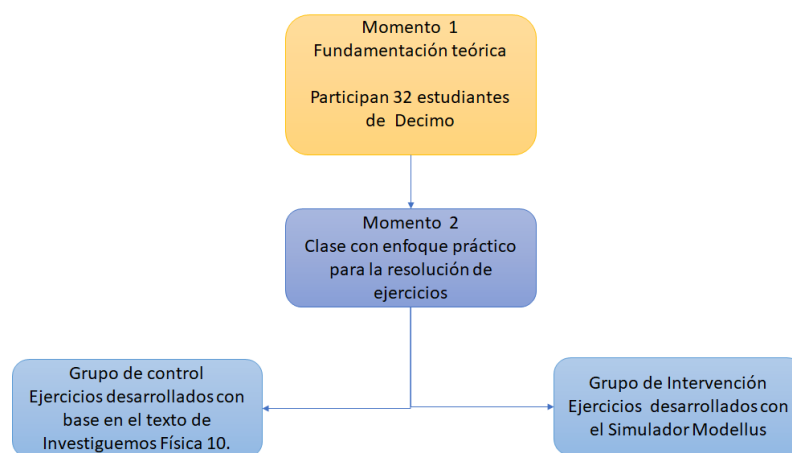 Momento 1
Fundamentación teórica
Participan 32 estudiantes
de Decimo
Momento 2
Clase con enfoque práctico
para la resolución de
ejercicios
Grupo de control
Ejercicios desarrollados con
base en el texto de
Investiguemos Física 10.
Grupo de Intervención
Ejercicios desarrollados con
el Simulador Modellus